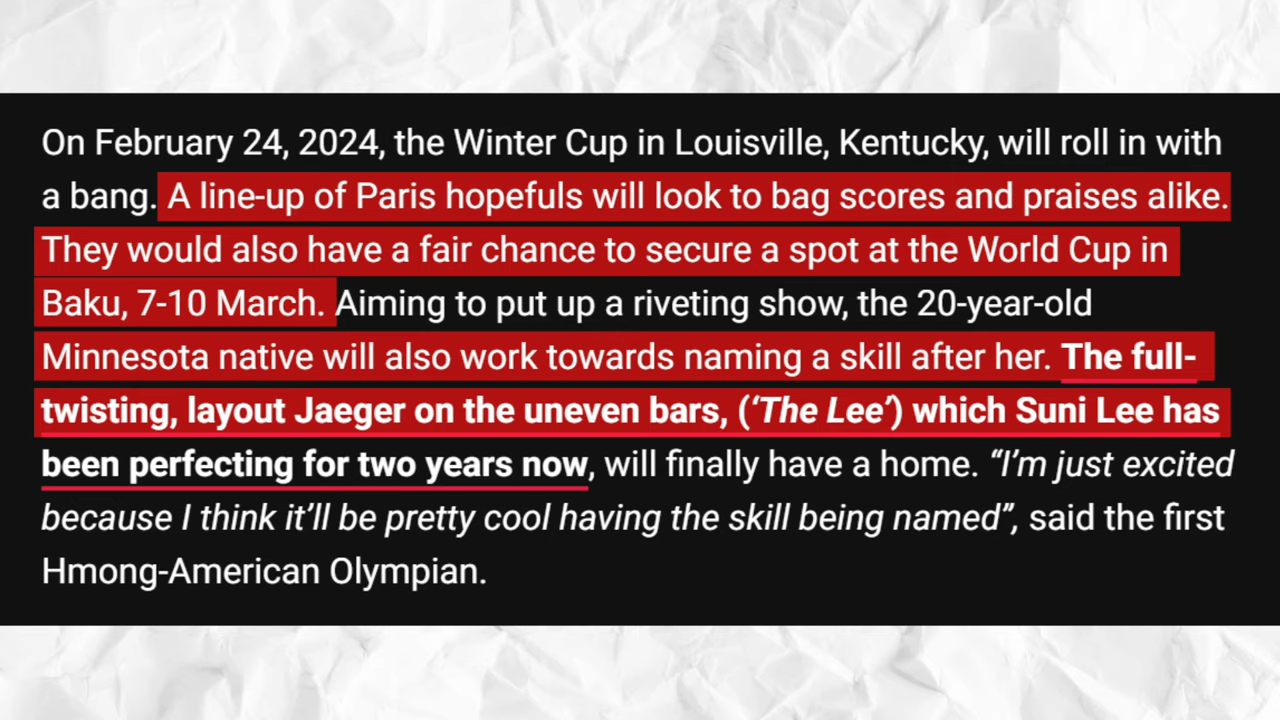 On February 24, 2024, the Winter Cup in Louisville, Kentucky, will roll in with
a bang. A line-up of Paris hopefuls will look to bag scores and praises alike.
They would also have a fair chance to secure a spot at the World Cup in
Baku, 7-10 March. Aiming to put up a riveting show, the 20-year-old
Minnesota native will also work towards naming a skill after her. The full-
twisting, layout Jaeger on the uneven bars, (‘The Lee’) which Suni Lee has
been perfecting for two years now, will finally have a home. “I’m just excited
because I think it’ll be pretty cool having the skill being named”, said the first
Hmong-American Olympian.